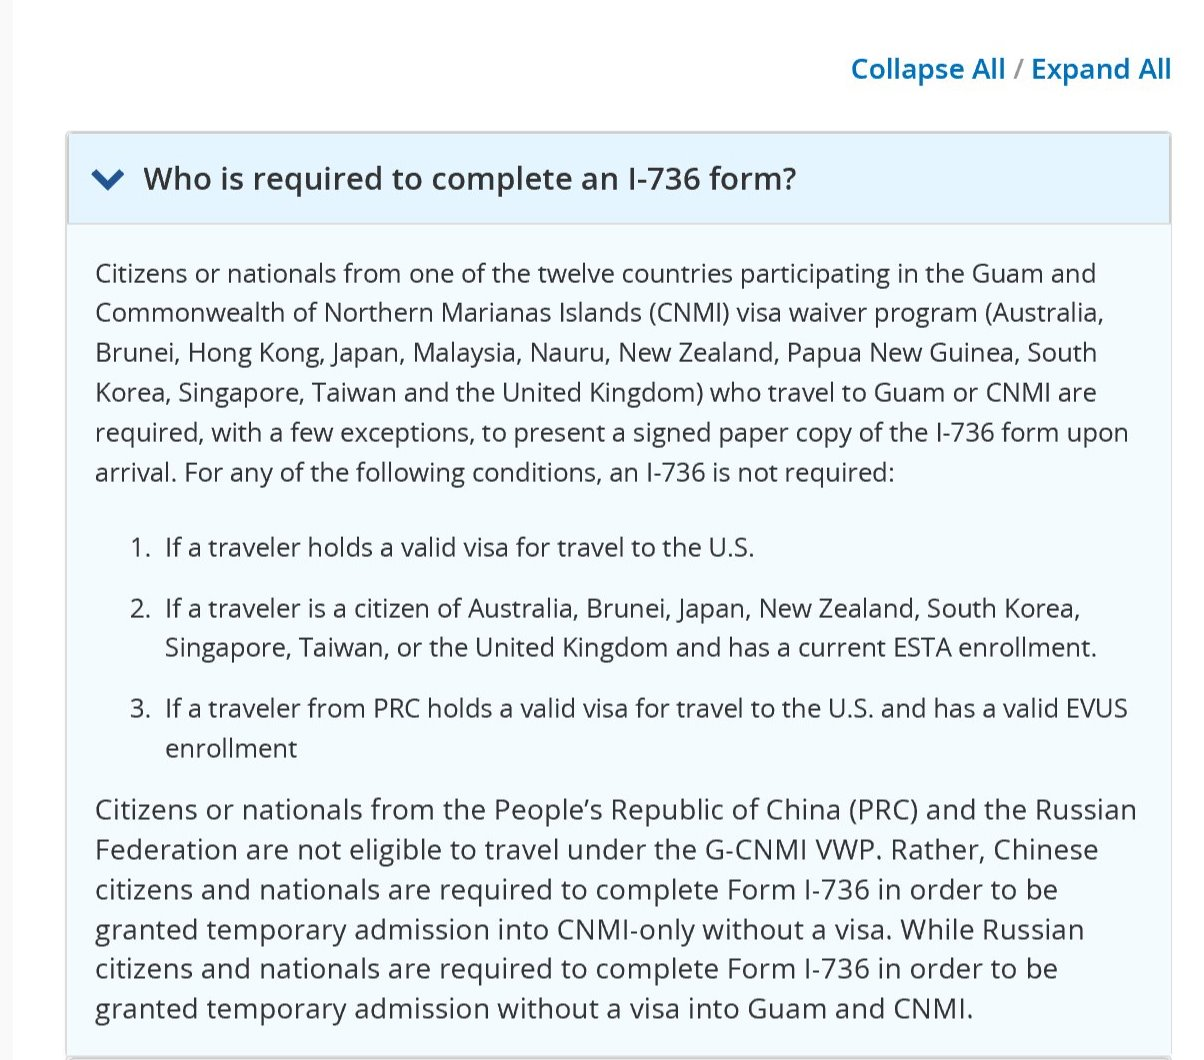 Collapse All / Expand All
Who is required to complete an I-736 form?
Citizens or nationals from one of the twelve countries participating in the Guam and
Commonwealth of Northern Marianas Islands (CNMI) visa waiver program (Australia,
Brunei, Hong Kong, Japan, Malaysia, Nauru, New Zealand, Papua New Guinea, South
Korea, Singapore, Taiwan and the United Kingdom) who travel to Guam or CNMI are
required, with a few exceptions, to present a signed paper copy of the I-736 form upon
arrival. For any of the following conditions, an I-736 is not required:
1. If a traveler holds a valid visa for travel to the U.S.
2. If a traveler is a citizen of Australia, Brunei, Japan, New Zealand, South Korea,
Singapore, Taiwan, or the United Kingdom and has a current ESTA enrollment.
3. If a traveler from PRC holds a valid visa for travel to the U.S. and has a valid EVUS
enrollment
Citizens or nationals from the People’s Republic of China (PRC) and the Russian
Federation are not eligible to travel under the G-CNMI VWP. Rather, Chinese
citizens and nationals are required to complete Form I-736 in order to be
granted temporary admission into CNMI-only without a visa. While Russian
citizens and nationals are required to complete Form I-736 in order to be
granted temporary admission without a visa into Guam and CNMI.